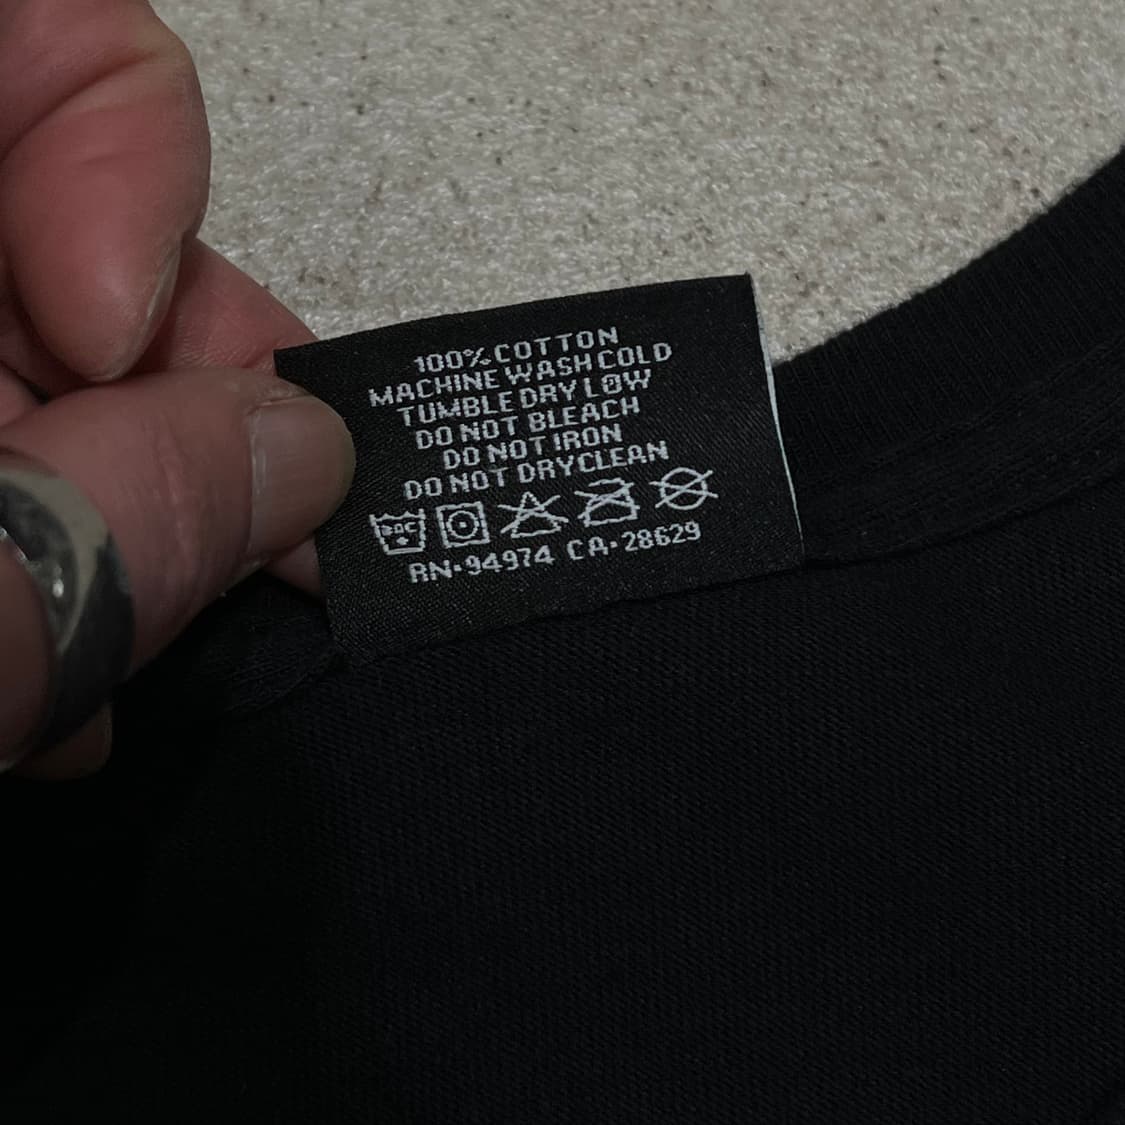 100% COTTON
MACHINE WASH COLD
TUMBLE DRY LOW
DO NOT BLEACH
DO NOT IRON
DO NOT DRYCLEAN
RN·94974 CA·28629